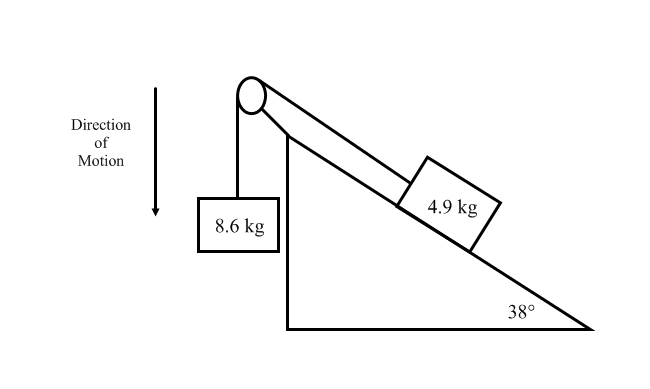 Direction
of
Motion
8.6 kg
4.9 kg
38°